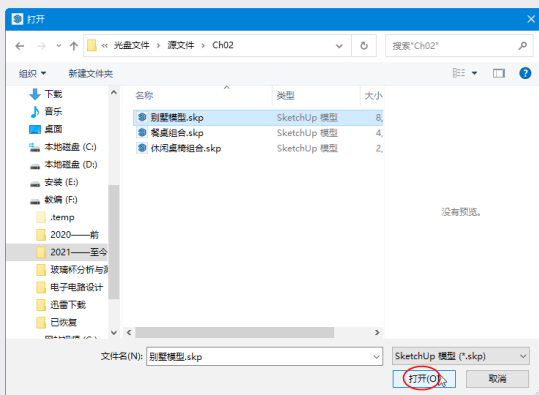 打开
« 光盘文件 › 源文件 › Ch02
搜索"Ch02"
组织 新建文件夹
下载
音乐
桌面
本地磁盘 (C:)
本地磁盘 (D:)
安装 (E:)
教编 (F:)
.temp
2020——前
2021——至今
玻璃杯分析与
电子电路设计
迅雷下载
已恢复
名称 类型 大小
别墅模型.skp SketchUp 模型 8,
餐桌组合.skp SketchUp 模型 4,
休闲桌椅组合.skp SketchUp 模型 2,
没有预览。
文件名(N): 别墅模型.skp SketchUp 模型 (*.skp)
打开(O) 取消